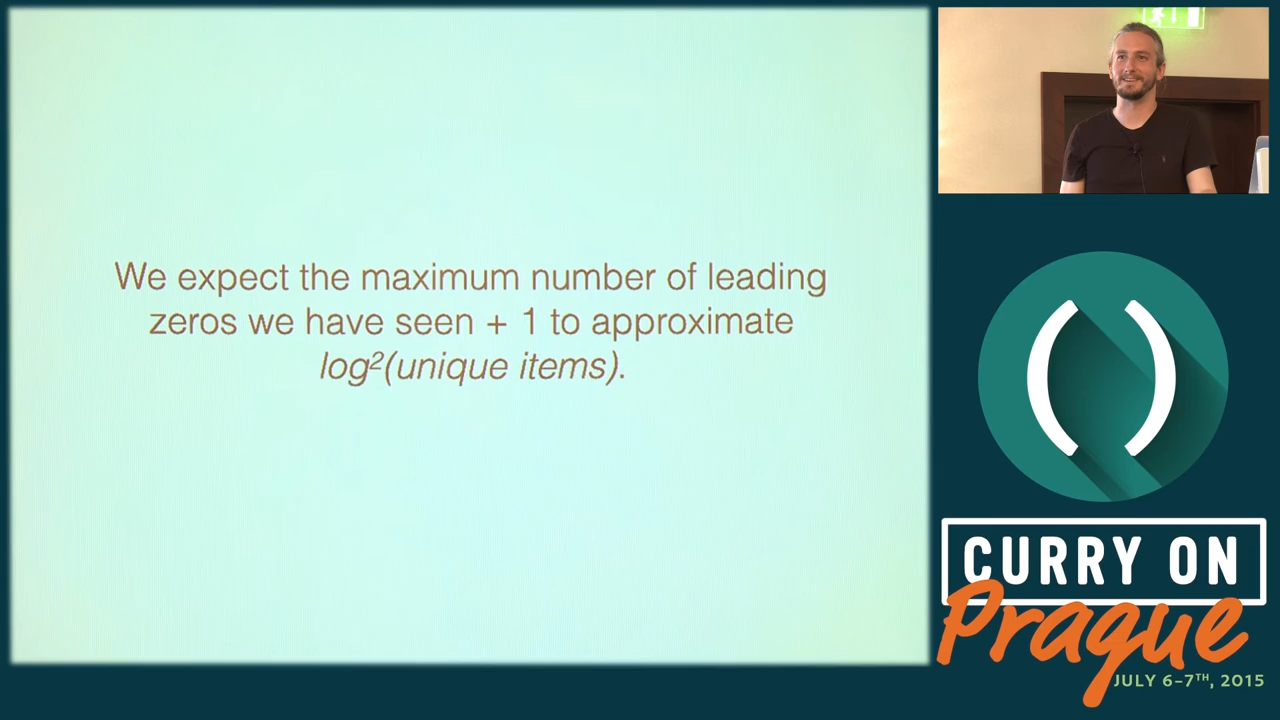 We expect the maximum number of leading
zeros we have seen + 1 to approximate
log²(unique items).
( )
CURRY ON
Prague
JULY 6–7TH, 2015